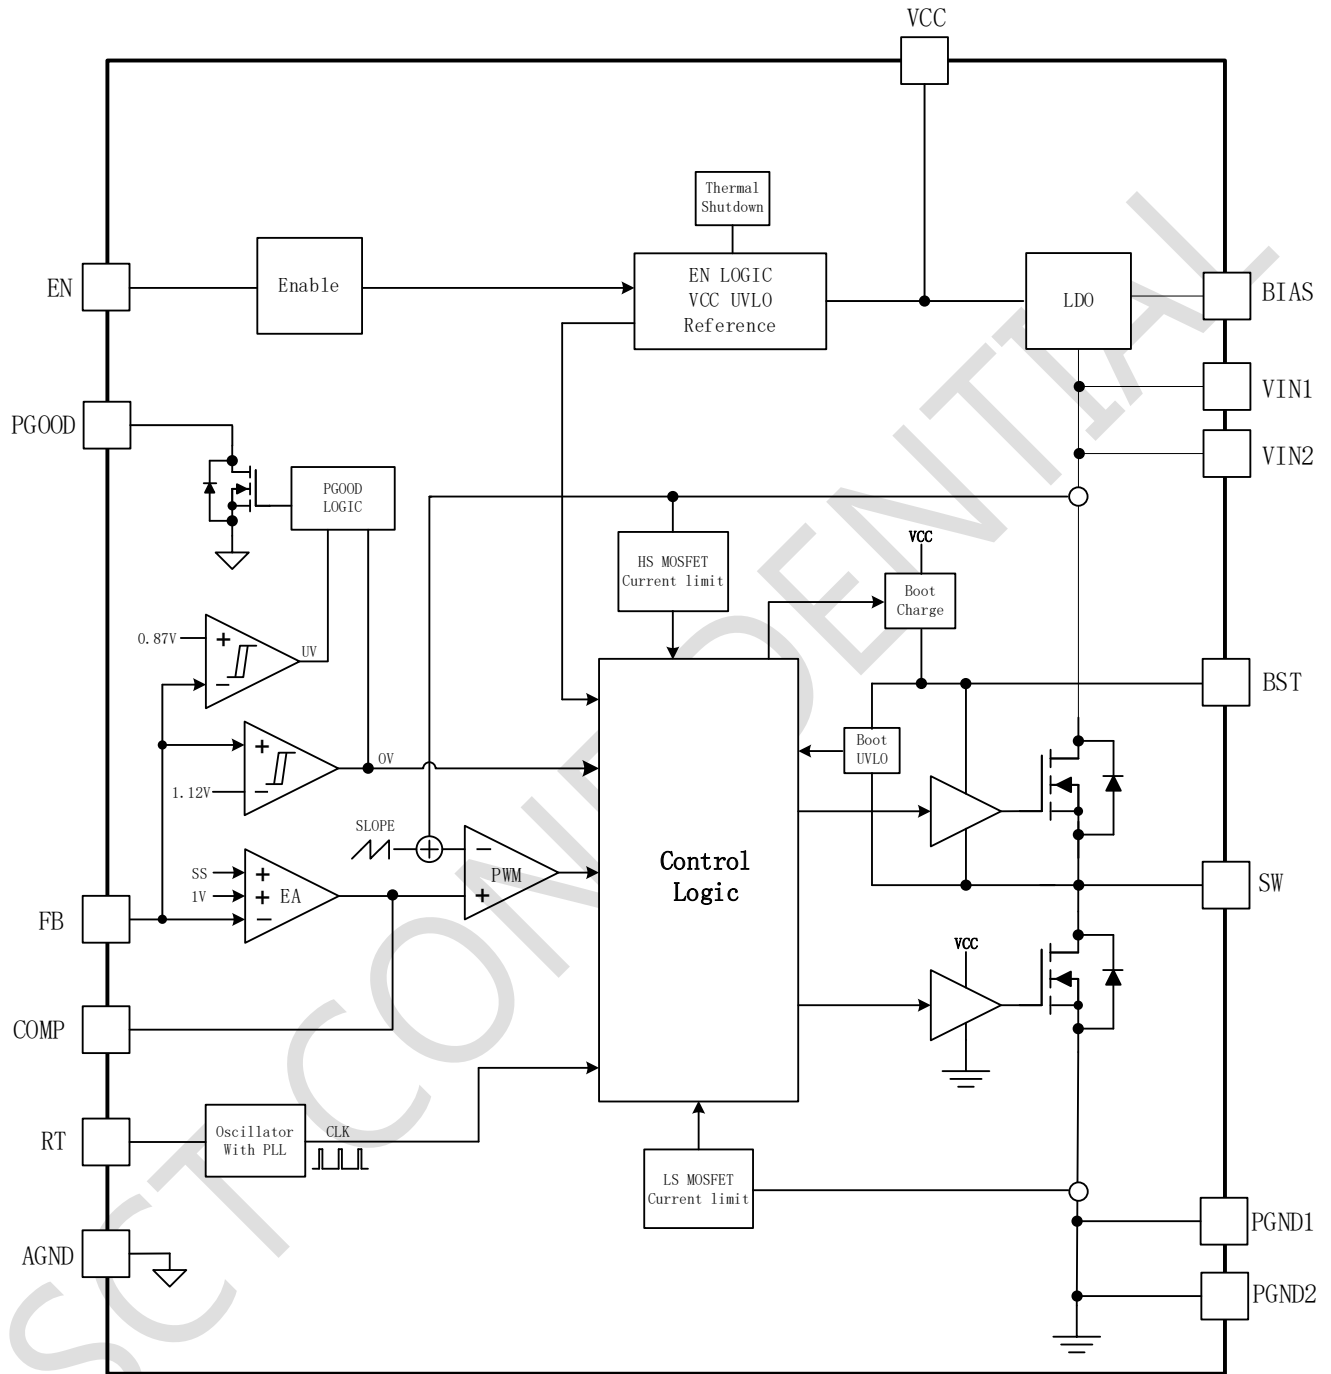 VCC
Thermal
Shutdown
EN
Enable
EN LOGIC
VCC UVLO
Reference
LDO
BIAS
VIN1
VIN2
PGOOD
PGOOD
LOGIC
HS MOSFET
Current limit
VCC
Boot
Charge
0.87V
UV
BST
OV
Boot
UVLO
1.12V
SLOPE
PWM
Control
Logic
SS
1V
EA
SW
FB
VCC
COMP
RT
Oscillator
With PLL
CLK
LS MOSFET
Current limit
PGND1
AGND
PGND2
SCT CONFIDENTIAL